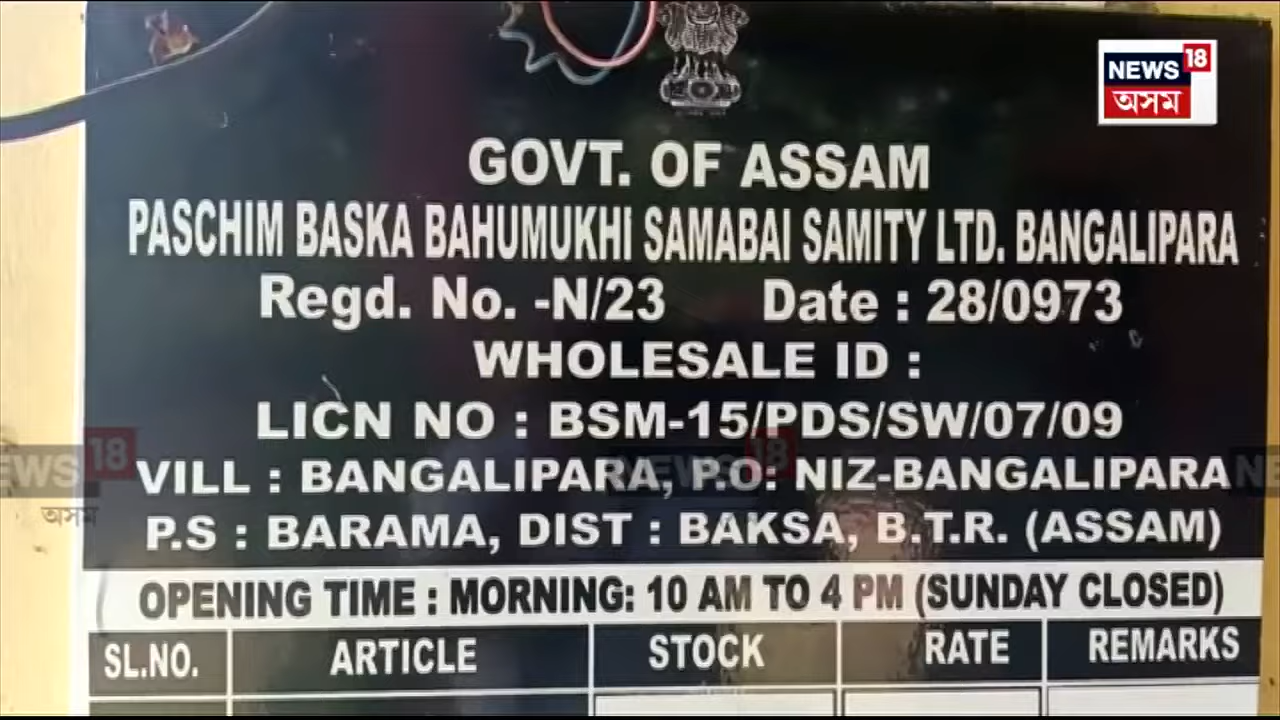 NEWS 18
অসম
GOVT. OF ASSAM
PASCHIM BASKA BAHUMUKHI SAMABAI SAMITY LTD. BANGALIPARA
Regd. No. -N/23 Date : 28/0973
WHOLESALE ID :
LICN NO : BSM-15/PDS/SW/07/09
VILL : BANGALIPARA, P.O: NIZ-BANGALIPARA
P.S : BARAMA, DIST : BAKSA, B.T.R. (ASSAM)
OPENING TIME : MORNING: 10 AM TO 4 PM (SUNDAY CLOSED)
SL.NO. ARTICLE STOCK RATE REMARKS